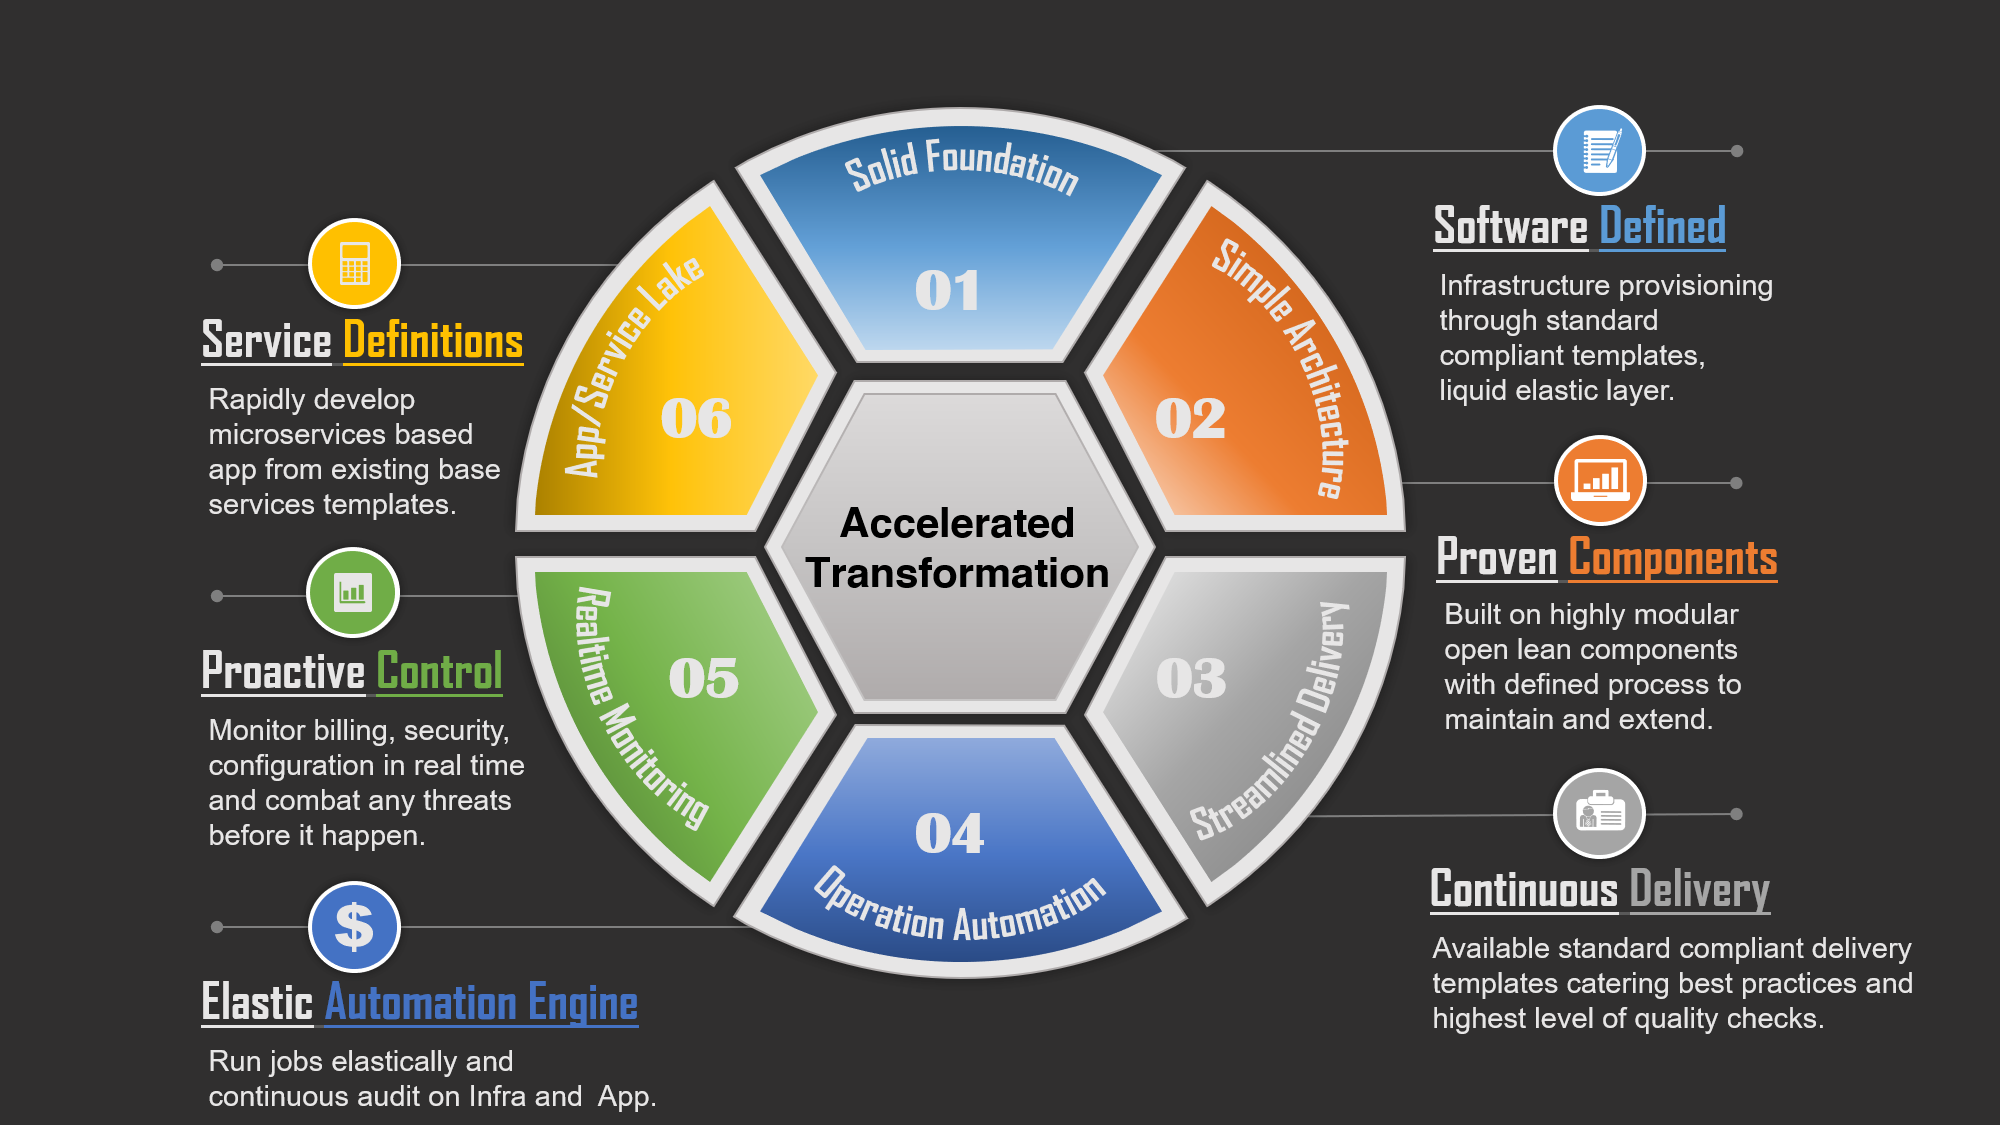 Solid Foundation
01
Simple Architecture
02
Streamlined Delivery
03
04
Operation Automation
Realtime Monitoring
05
App/Service Lake
06
Accelerated
Transformation
Software Defined
Infrastructure provisioning
through standard
compliant templates,
liquid elastic layer.
Proven Components
Built on highly modular
open lean components
with defined process to
maintain and extend.
Continuous Delivery
Available standard compliant delivery
templates catering best practices and
highest level of quality checks.
Service Definitions
Rapidly develop
microservices based
app from existing base
services templates.
Proactive Control
Monitor billing, security,
configuration in real time
and combat any threats
before it happen.
$
Elastic Automation Engine
Run jobs elastically and
continuous audit on Infra and  App.